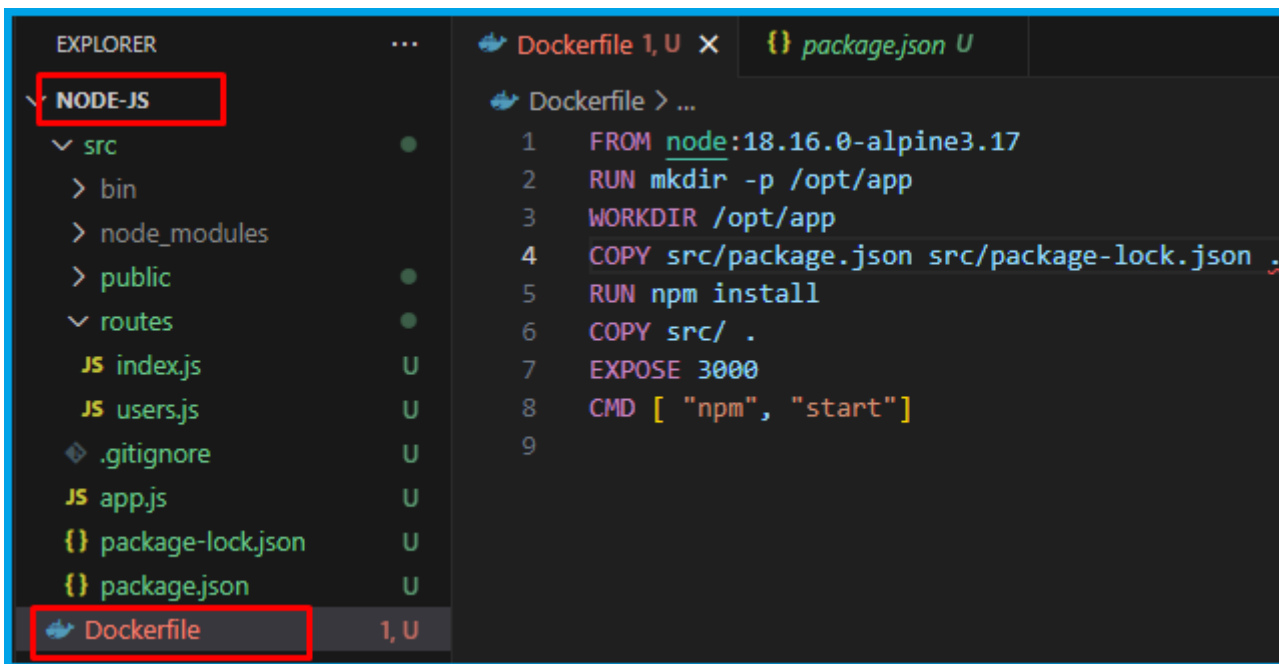 EXPLORER ...
NODE-JS
src
bin
node_modules
public
routes
JS index.js U
JS users.js U
.gitignore U
JS app.js U
{} package-lock.json U
{} package.json U
Dockerfile 1, U
Dockerfile 1, U {} package.json U
Dockerfile > ...
1 FROM node:18.16.0-alpine3.17
2 RUN mkdir -p /opt/app
3 WORKDIR /opt/app
4 COPY src/package.json src/package-lock.json .
5 RUN npm install
6 COPY src/ .
7 EXPOSE 3000
8 CMD [ "npm", "start"]
9